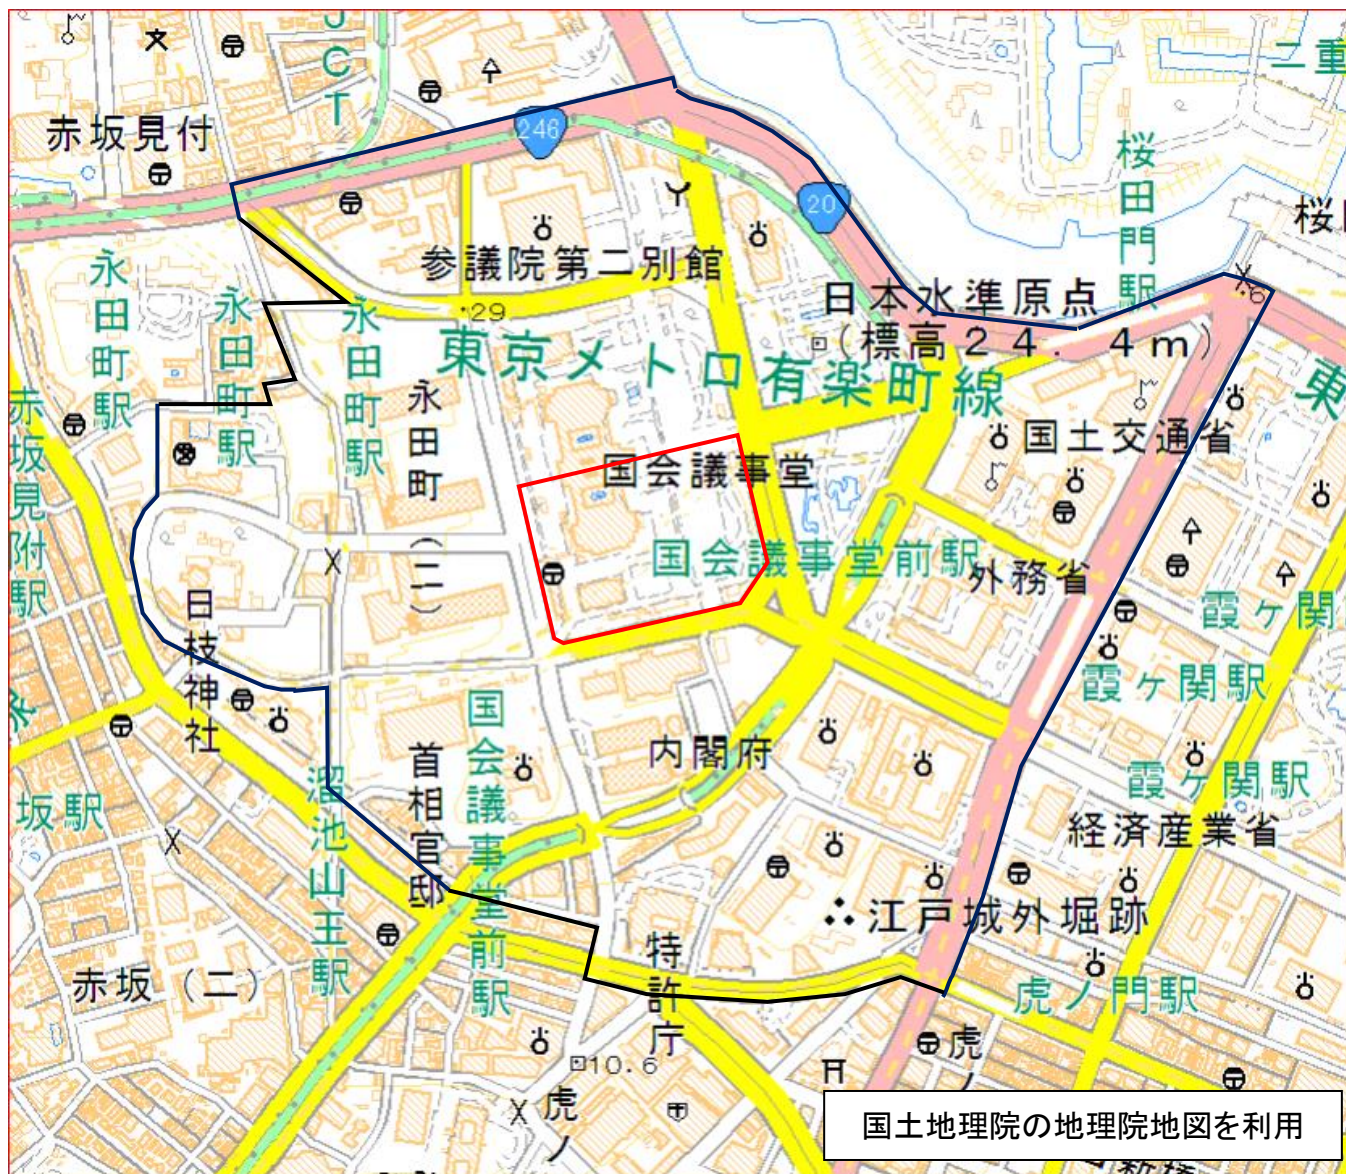 JCT
赤坂見付
246
20
二重
桜田門駅
桜
永田町駅
永田町駅
永田町駅
参議院第二別館
日本水準原点
(標高24.4m)
.6
.29
東京メトロ有楽町線
東
赤坂見附駅
永田町(二)
国会議事堂
国土交通省
国会議事堂前駅
外務省
霞ヶ関
霞ヶ関駅
霞ヶ関駅
日枝神社
国会議事堂前駅
内閣府
首相官邸
溜池山王駅
坂駅
経済産業省
江戸城外堀跡
特許庁
赤坂(二)
虎ノ門駅
10.6
虎ノ
虎ノ
国土地理院の地理院地図を利用